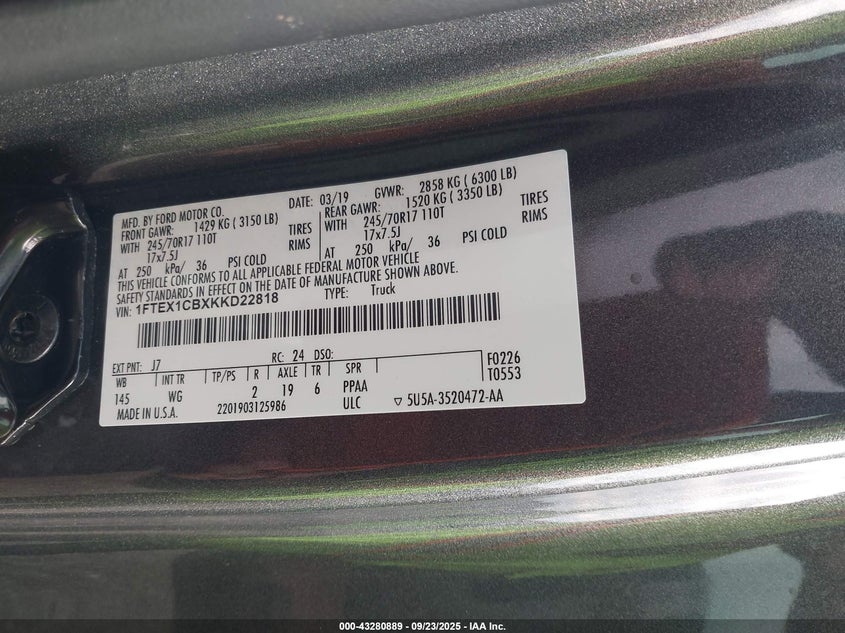 MFD. BY FORD MOTOR CO.
DATE: 03/19 GVWR: 2858 KG ( 6300 LB)
FRONT GAWR: 1429 KG ( 3150 LB) REAR GAWR: 1520 KG ( 3350 LB)
WITH 245/70R17 110T TIRES WITH 245/70R17 110T TIRES
17x7.5J RIMS 17x7.5J RIMS
AT 250 kPa/ 36 PSI COLD AT 250 kPa/ 36 PSI COLD
THIS VEHICLE CONFORMS TO ALL APPLICABLE FEDERAL MOTOR VEHICLE
SAFETY STANDARDS IN EFFECT ON THE DATE OF MANUFACTURE SHOWN ABOVE.
VIN: 1FTEX1CBXKKD22818 TYPE: Truck
EXT PNT: J7 RC: 24 DSO: F0226
WB INT TR TP/PS R AXLE TR SPR T0553
145 WG 2 19 6 PPAA
MADE IN U.S.A. 2201903125986 ULC ▽ 5U5A-3520472-AA
000-43280889 - 09/23/2025 - IAA Inc.